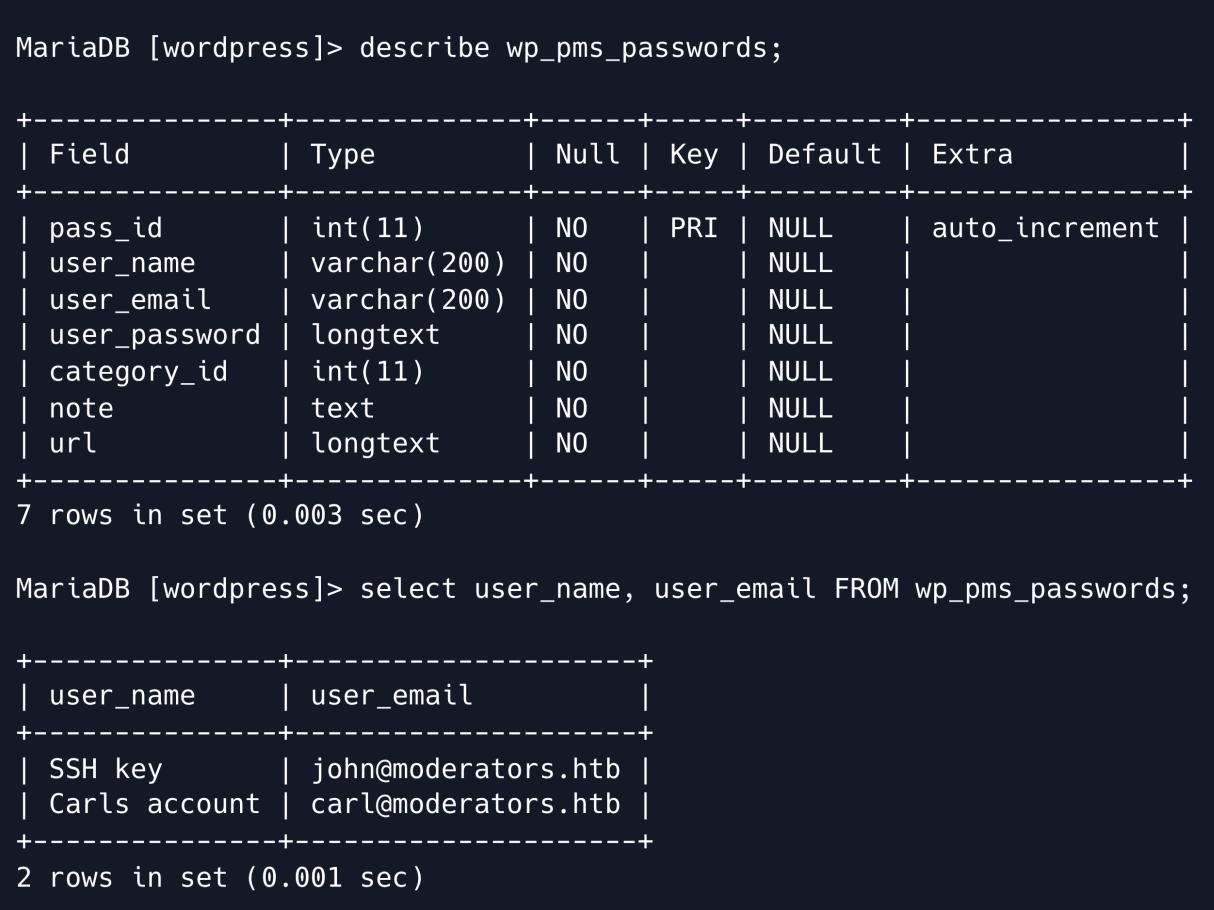 MariaDB [wordpress]> describe wp_pms_passwords;
+---------------+--------------+------+-----+---------+----------------+
| Field         | Type         | Null | Key | Default | Extra          |
+---------------+--------------+------+-----+---------+----------------+
| pass_id       | int(11)      | NO   | PRI | NULL    | auto_increment |
| user_name     | varchar(200) | NO   |     | NULL    |                |
| user_email    | varchar(200) | NO   |     | NULL    |                |
| user_password | longtext     | NO   |     | NULL    |                |
| category_id   | int(11)      | NO   |     | NULL    |                |
| note          | text         | NO   |     | NULL    |                |
| url           | longtext     | NO   |     | NULL    |                |
+---------------+--------------+------+-----+---------+----------------+
7 rows in set (0.003 sec)
MariaDB [wordpress]> select user_name, user_email FROM wp_pms_passwords;
+---------------+---------------------+
| user_name     | user_email          |
+---------------+---------------------+
| SSH key       | john@moderators.htb |
| Carls account | carl@moderators.htb |
+---------------+---------------------+
2 rows in set (0.001 sec)